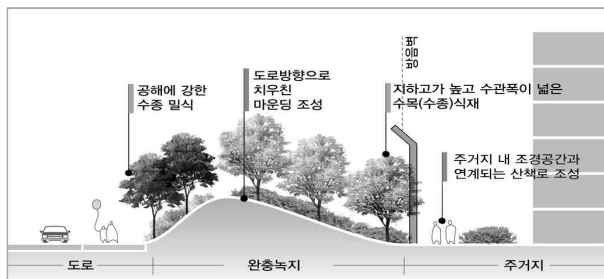 방음벽
공해에 강한
수종 밀식
도로방향으로
치우친
마운딩 조성
지하고가 높고 수관폭이 넓은
수목(수종)식재
주거지 내 조경공간과
연계되는 산책로 조성
도로
완충녹지
주거지